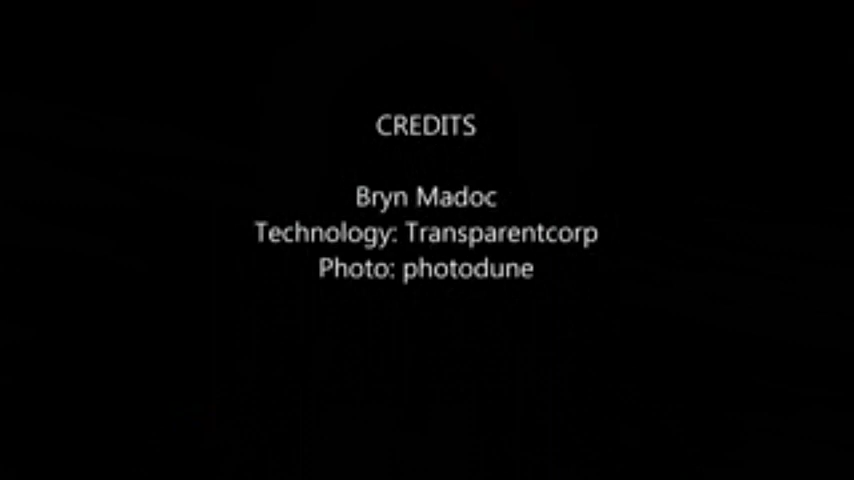 CREDITS
Bryn Madoc
Technology: Transparentcorp
Photo: photodune